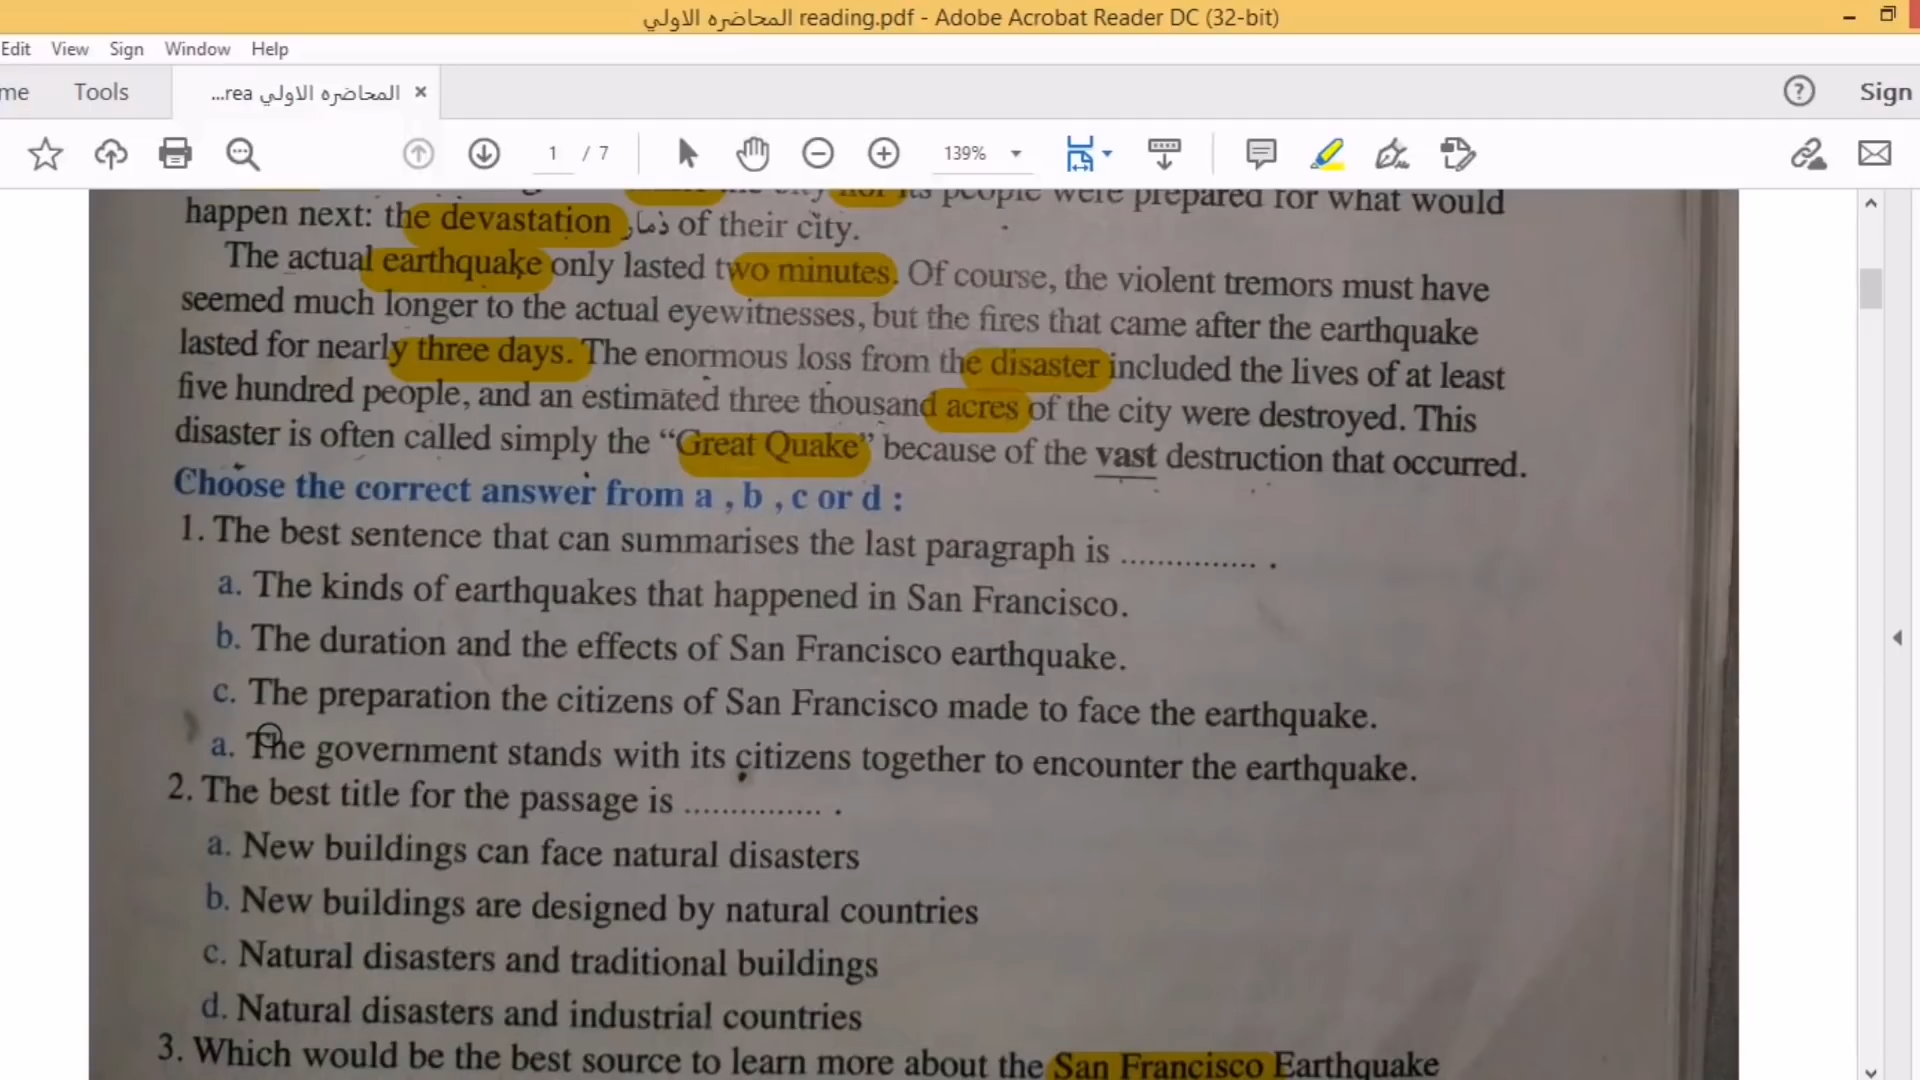 المحاضره الاولي reading.pdf - Adobe Acrobat Reader DC (32-bit)
Edit View Sign Window Help
me Tools ...rea المحاضره الاولي × ? Sign
1 / 7 139%
nor its people were prepared for what would
happen next: the devastation دمار of their city.
The actual earthquake only lasted two minutes. Of course, the violent tremors must have
seemed much longer to the actual eyewitnesses, but the fires that came after the earthquake
lasted for nearly three days. The enormous loss from the disaster included the lives of at least
five hundred people, and an estimated three thousand acres of the city were destroyed. This
disaster is often called simply the “Great Quake” because of the vast destruction that occurred.
Choose the correct answer from a , b , c or d :
1. The best sentence that can summarises the last paragraph is ............... .
a. The kinds of earthquakes that happened in San Francisco.
b. The duration and the effects of San Francisco earthquake.
c. The preparation the citizens of San Francisco made to face the earthquake.
a. The government stands with its citizens together to encounter the earthquake.
2. The best title for the passage is ............... .
a. New buildings can face natural disasters
b. New buildings are designed by natural countries
c. Natural disasters and traditional buildings
d. Natural disasters and industrial countries
3. Which would be the best source to learn more about the San Francisco Earthquake